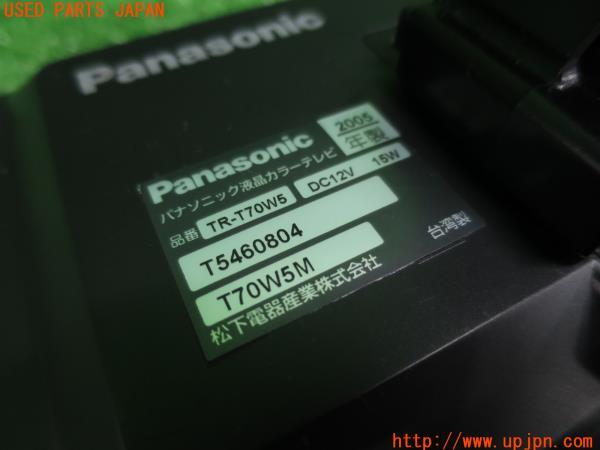 USED PARTS JAPAN
Panasonic
Panasonic
2005
年製
パナソニック液晶カラーテレビ
品番 TR-T70W5 DC12V 15W
T5460804
T70W5M
台湾製
松下電器産業株式会社
http://www.upjpn.com/